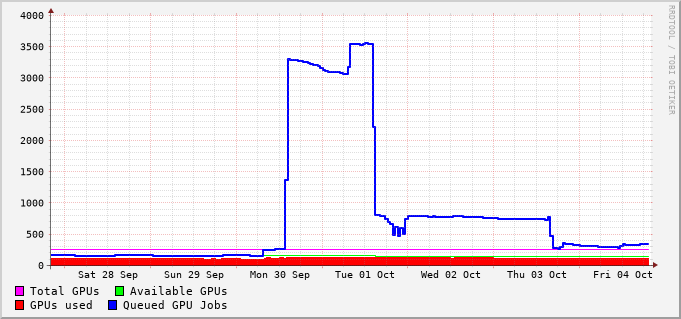 4000
3500
3000
2500
2000
1500
1000
500
0
Sat 28 Sep Sun 29 Sep Mon 30 Sep Tue 01 Oct Wed 02 Oct Thu 03 Oct Fri 04 Oct
Total GPUs Available GPUs
GPUs used Queued GPU Jobs
RRDTOOL / TOBI OETIKER